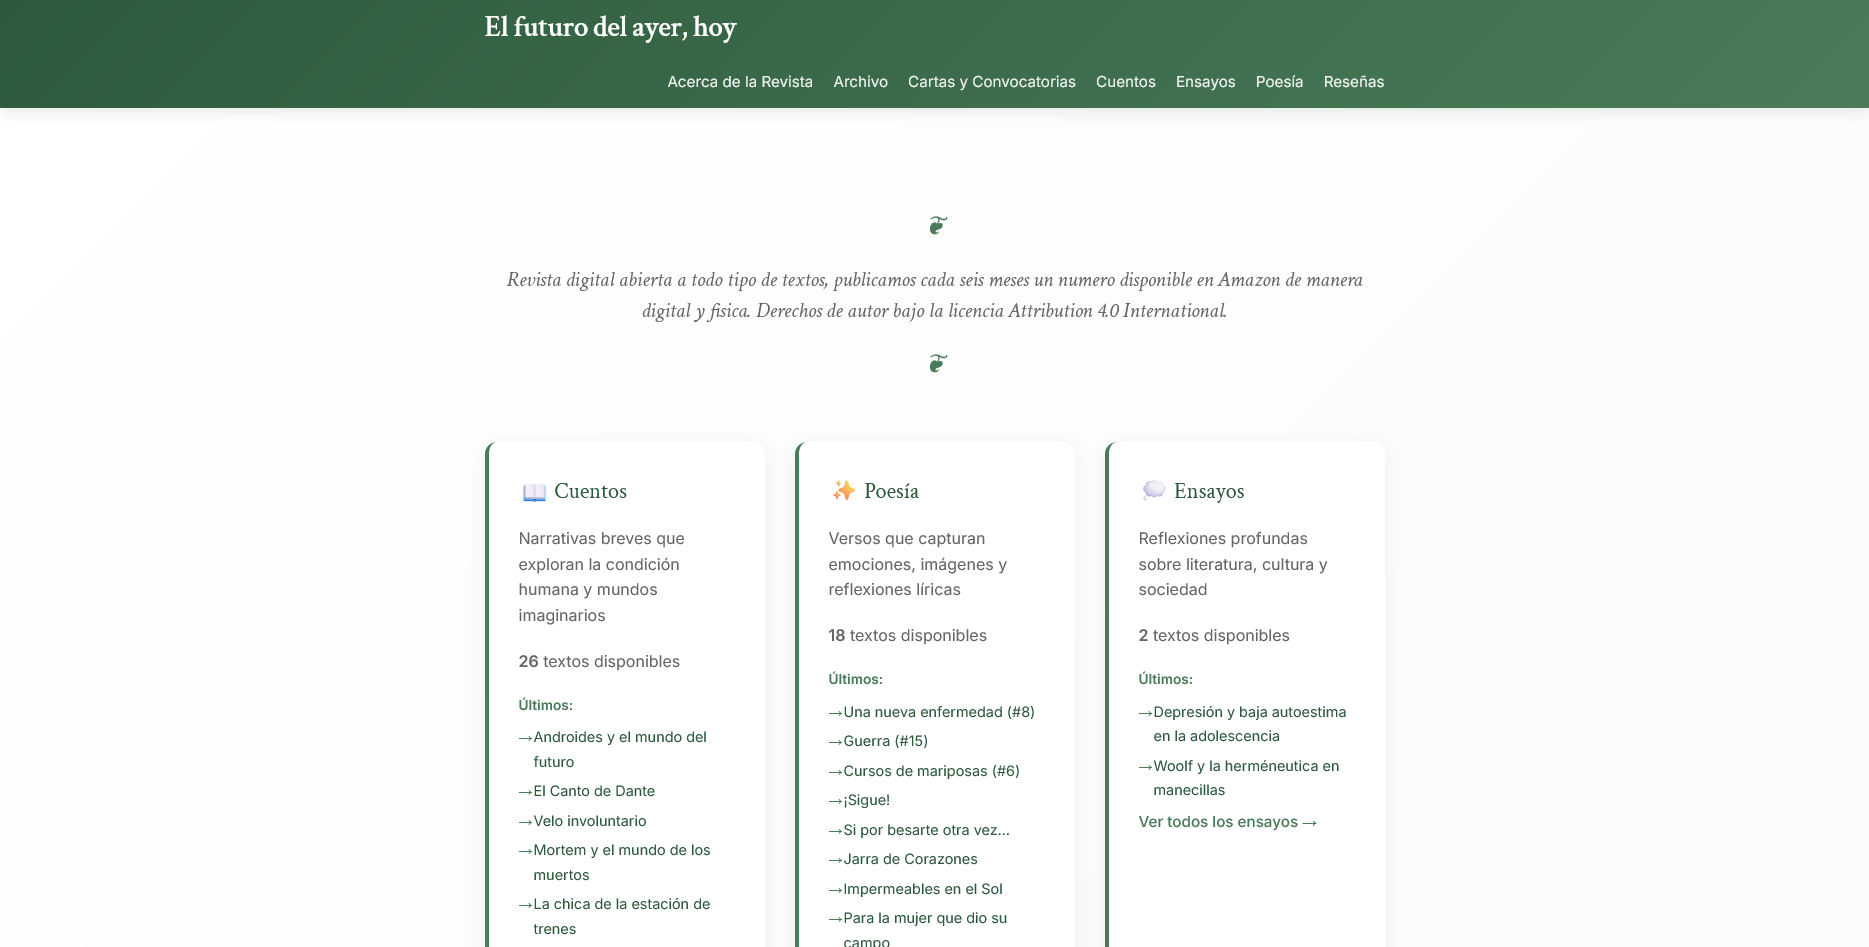 El futuro del ayer, hoy
Acerca de la Revista Archivo Cartas y Convocatorias Cuentos Ensayos Poesía Reseñas
❦
Revista digital abierta a todo tipo de textos, publicamos cada seis meses un numero disponible en Amazon de manera
digital y fisica. Derechos de autor bajo la licencia Attribution 4.0 International.
❦
📖 Cuentos
Narrativas breves que
exploran la condición
humana y mundos
imaginarios
26 textos disponibles
Últimos:
→Androides y el mundo del
futuro
→El Canto de Dante
→Velo involuntario
→Mortem y el mundo de los
muertos
→La chica de la estación de
trenes
✨ Poesía
Versos que capturan
emociones, imágenes y
reflexiones líricas
18 textos disponibles
Últimos:
→Una nueva enfermedad (#8)
→Guerra (#15)
→Cursos de mariposas (#6)
→¡Sigue!
→Si por besarte otra vez...
→Jarra de Corazones
→Impermeables en el Sol
→Para la mujer que dio su
campo
💭 Ensayos
Reflexiones profundas
sobre literatura, cultura y
sociedad
2 textos disponibles
Últimos:
→Depresión y baja autoestima
en la adolescencia
→Woolf y la herméneutica en
manecillas
Ver todos los ensayos →